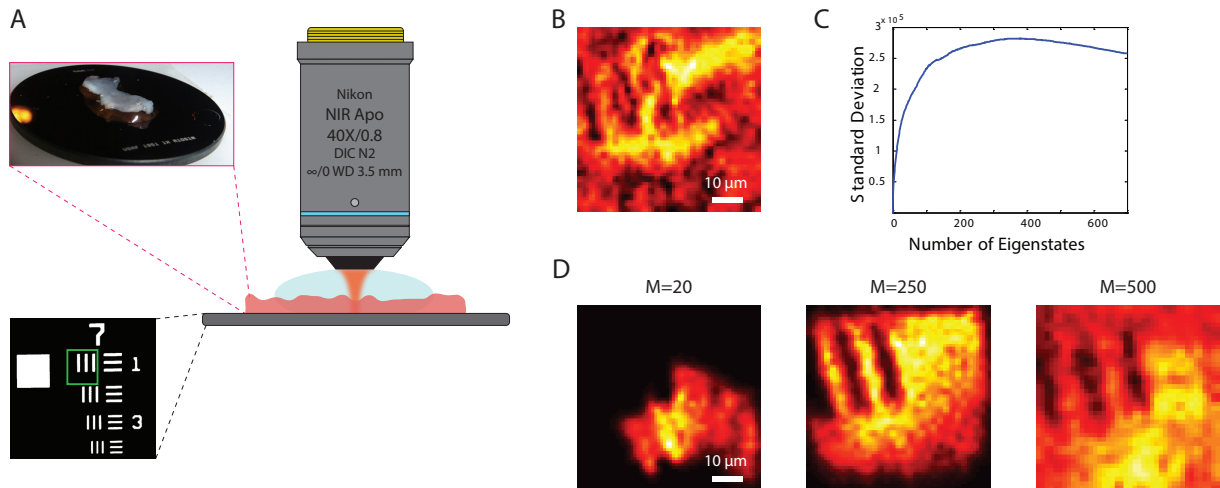 A
Nikon
NIR Apo
40X/0.8
DIC N2
∞/0 WD 3.5 mm
7
1
3
B
10 µm
C
x 10⁵
3
2.5
2
1.5
1
0.5
0
200
400
600
Standard Deviation
Number of Eigenstates
D
M=20
M=250
M=500
10 µm